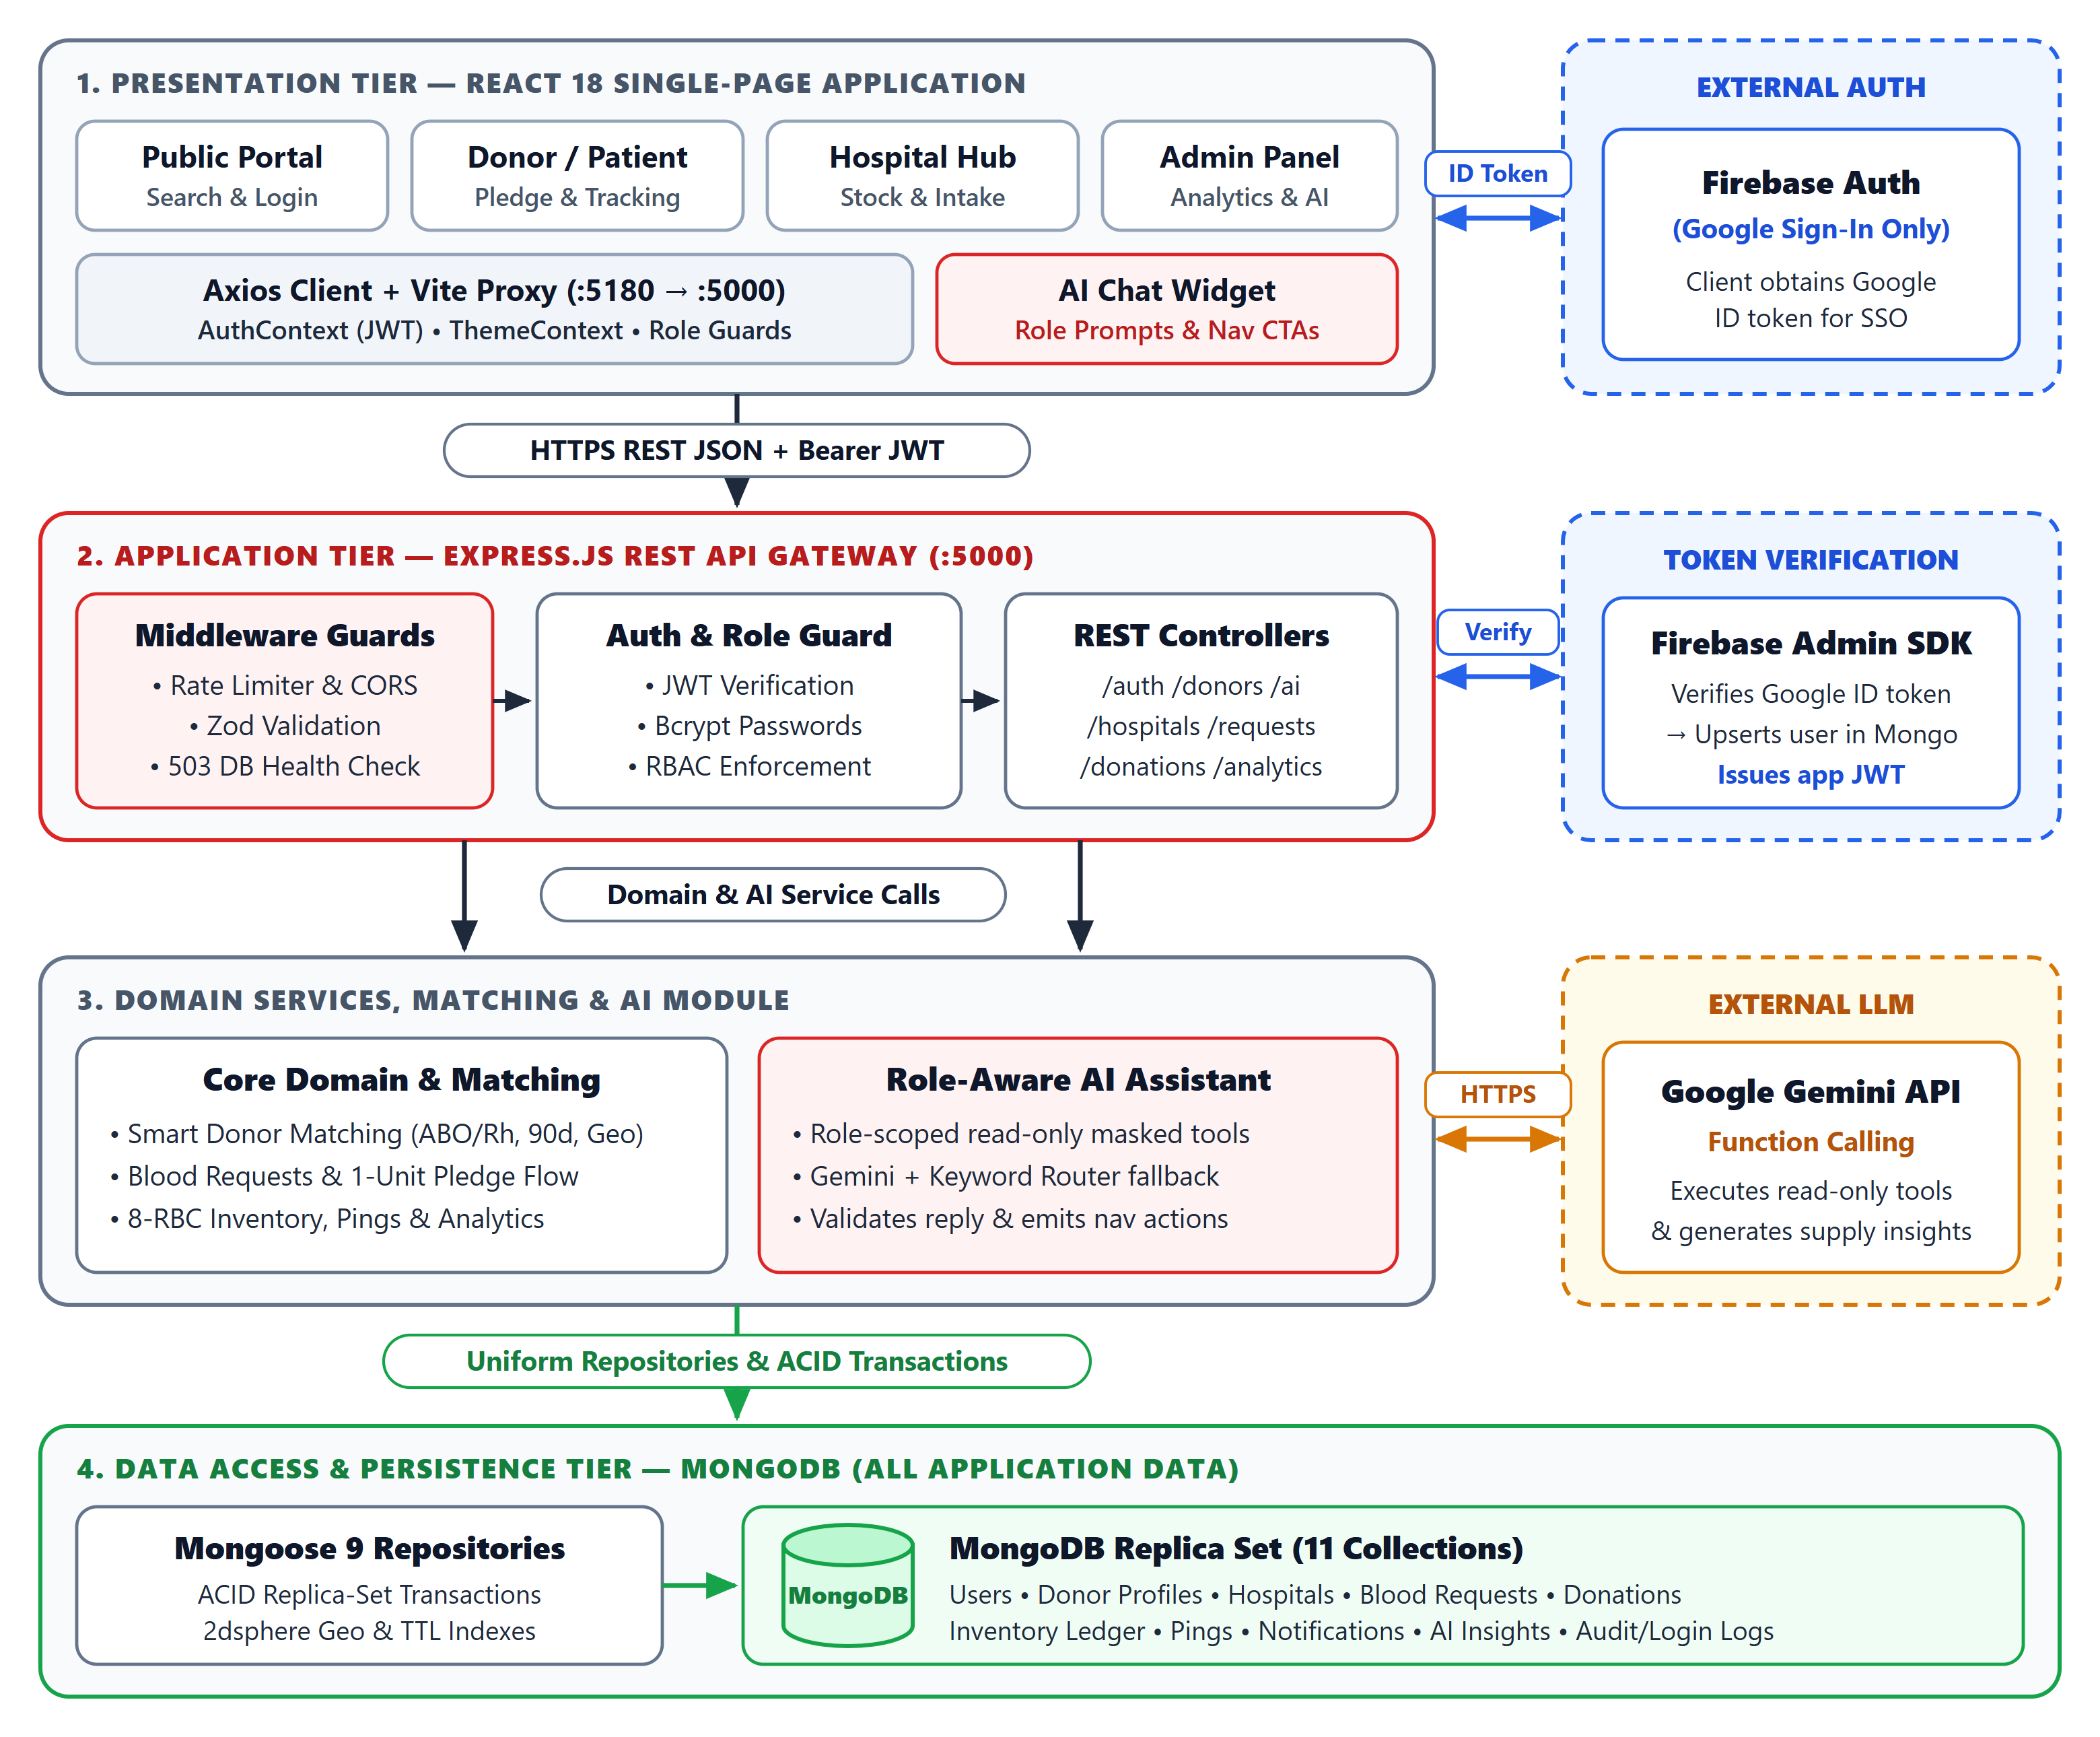 1. PRESENTATION TIER — REACT 18 SINGLE-PAGE APPLICATION
Public Portal
Search & Login
Donor / Patient
Pledge & Tracking
Hospital Hub
Stock & Intake
Admin Panel
Analytics & AI
Axios Client + Vite Proxy (:5180 → :5000)
AuthContext (JWT) • ThemeContext • Role Guards
AI Chat Widget
Role Prompts & Nav CTAs
ID Token
EXTERNAL AUTH
Firebase Auth
(Google Sign-In Only)
Client obtains Google
ID token for SSO
HTTPS REST JSON + Bearer JWT
2. APPLICATION TIER — EXPRESS.JS REST API GATEWAY (:5000)
Middleware Guards
• Rate Limiter & CORS
• Zod Validation
• 503 DB Health Check
Auth & Role Guard
• JWT Verification
• Bcrypt Passwords
• RBAC Enforcement
REST Controllers
/auth /donors /ai
/hospitals /requests
/donations /analytics
Verify
TOKEN VERIFICATION
Firebase Admin SDK
Verifies Google ID token
→ Upserts user in Mongo
Issues app JWT
Domain & AI Service Calls
3. DOMAIN SERVICES, MATCHING & AI MODULE
Core Domain & Matching
• Smart Donor Matching (ABO/Rh, 90d, Geo)
• Blood Requests & 1-Unit Pledge Flow
• 8-RBC Inventory, Pings & Analytics
Role-Aware AI Assistant
• Role-scoped read-only masked tools
• Gemini + Keyword Router fallback
• Validates reply & emits nav actions
HTTPS
EXTERNAL LLM
Google Gemini API
Function Calling
Executes read-only tools
& generates supply insights
Uniform Repositories & ACID Transactions
4. DATA ACCESS & PERSISTENCE TIER — MONGODB (ALL APPLICATION DATA)
Mongoose 9 Repositories
ACID Replica-Set Transactions
2dsphere Geo & TTL Indexes
MongoDB
MongoDB Replica Set (11 Collections)
Users • Donor Profiles • Hospitals • Blood Requests • Donations
Inventory Ledger • Pings • Notifications • AI Insights • Audit/Login Logs